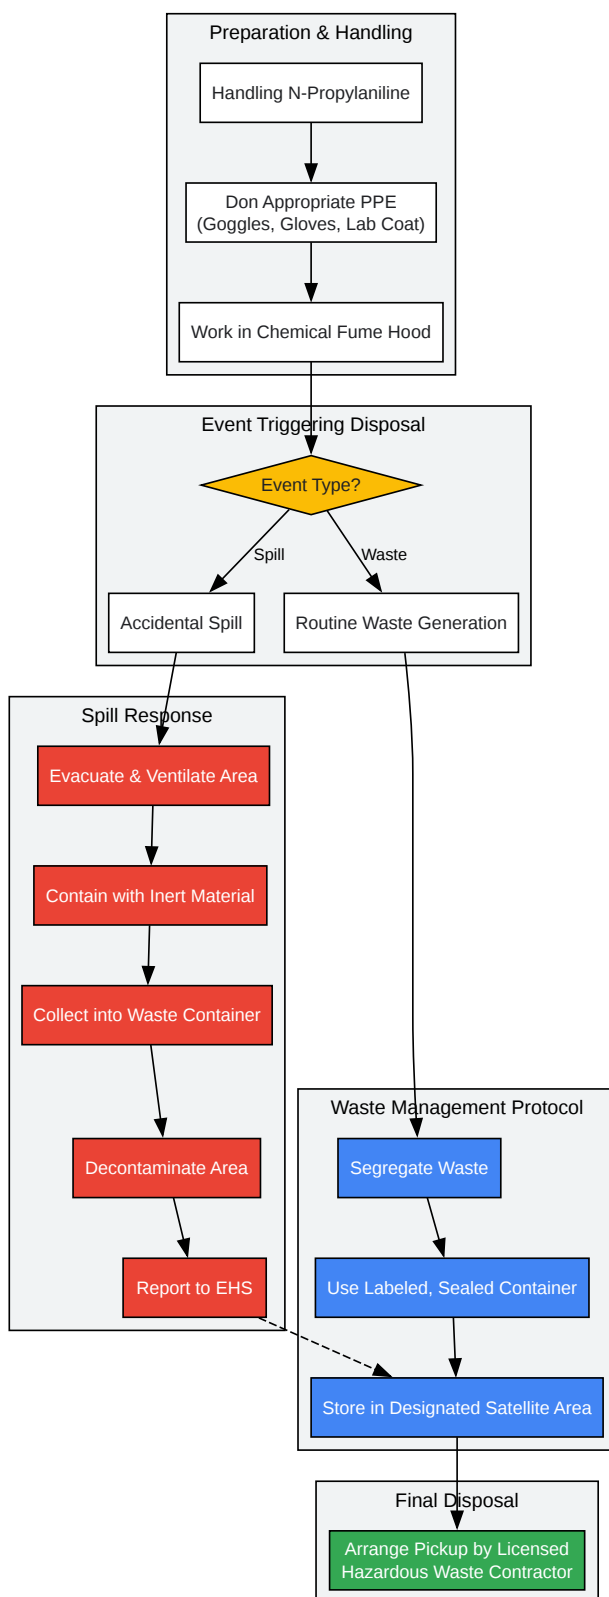 Preparation & Handling
Handling N-Propylaniline
Don Appropriate PPE
(Goggles, Gloves, Lab Coat)
Work in Chemical Fume Hood
Event Triggering Disposal
Event Type?
Spill
Waste
Accidental Spill
Routine Waste Generation
Spill Response
Evacuate & Ventilate Area
Contain with Inert Material
Collect into Waste Container
Decontaminate Area
Report to EHS
Waste Management Protocol
Segregate Waste
Use Labeled, Sealed Container
Store in Designated Satellite Area
Final Disposal
Arrange Pickup by Licensed
Hazardous Waste Contractor